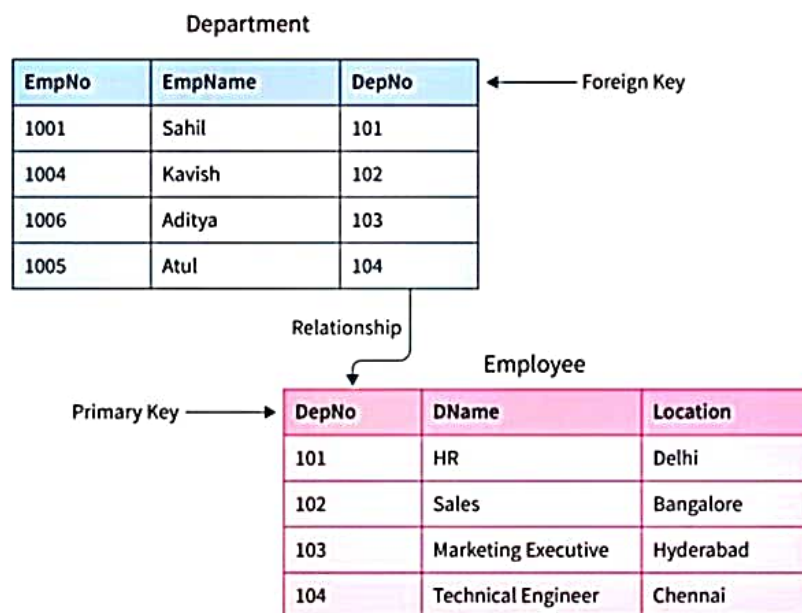 Department
EmpNo EmpName DepNo
Foreign Key
1001 Sahil 101
1004 Kavish 102
1006 Aditya 103
1005 Atul 104
Relationship
Employee
Primary Key
DepNo DName Location
101 HR Delhi
102 Sales Bangalore
103 Marketing Executive Hyderabad
104 Technical Engineer Chennai